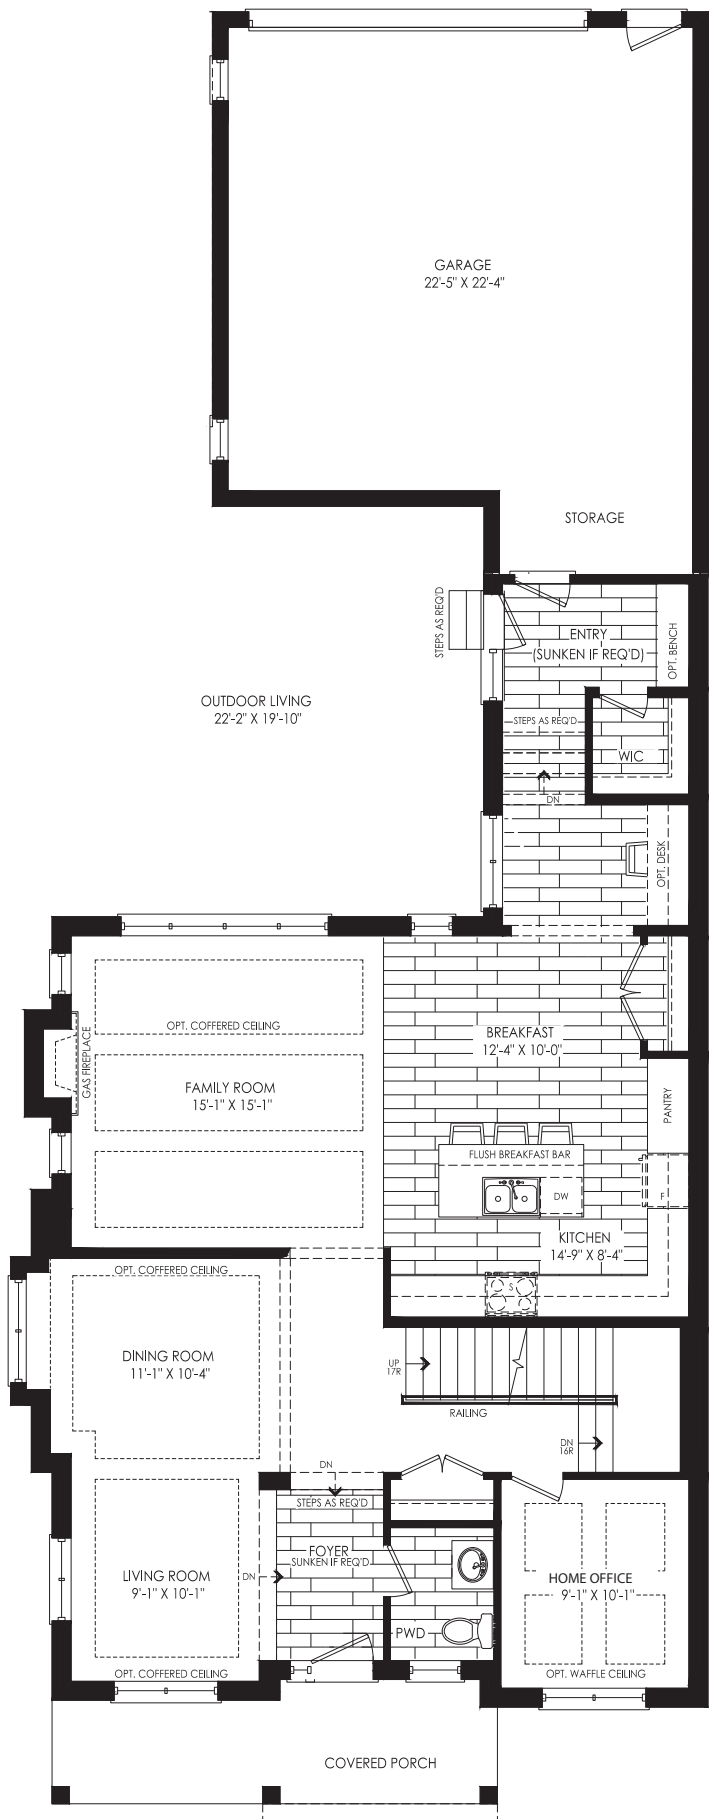 GARAGE
22'-5" X 22'-4"
STORAGE
STEPS AS REQ'D
ENTRY
(SUNKEN IF REQ'D)
OPT. BENCH
OUTDOOR LIVING
22'-2" X 19'-10"
STEPS AS REQ'D
WIC
DN
OPT. DESK
OPT. COFFERED CEILING
GAS FIREPLACE
FAMILY ROOM
15'-1" X 15'-1"
BREAKFAST
12'-4" X 10'-0"
PANTRY
FLUSH BREAKFAST BAR
DW
F
KITCHEN
14'-9" X 8'-4"
S
OPT. COFFERED CEILING
DINING ROOM
11'-1" X 10'-4"
UP
17R
RAILING
DN
16R
DN
STEPS AS REQ'D
FOYER
SUNKEN IF REQ'D
LIVING ROOM
9'-1" X 10'-1"
DN
HOME OFFICE
9'-1" X 10'-1"
PWD
OPT. COFFERED CEILING
OPT. WAFFLE CEILING
COVERED PORCH